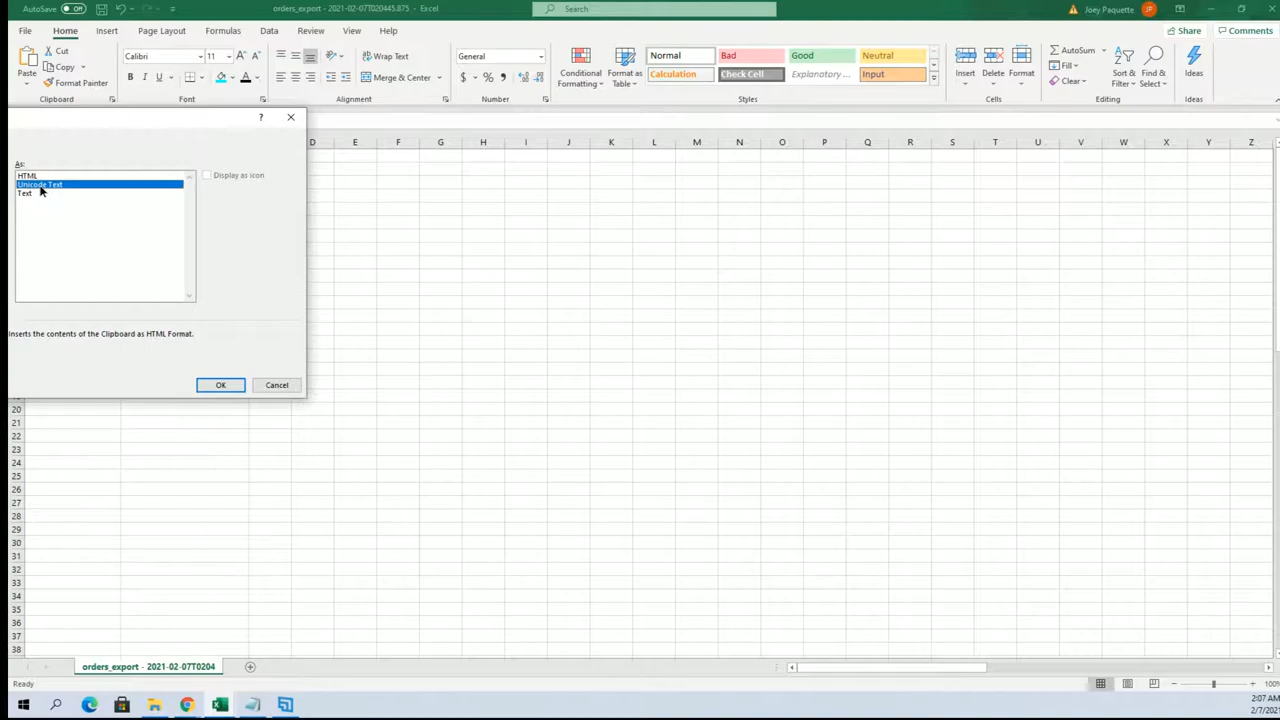 AutoSave Off orders_export - 2021-02-07T020445.875 - Excel Search Joey Paquette JP
File Home Insert Page Layout Formulas Data Review View Help Share Comments
Paste Cut Copy Format Painter Clipboard
Calibri 11 B I U A Font
Wrap Text Merge & Center Alignment
General $ % Number
Conditional Formatting Format as Table
Normal Bad Good Neutral
Calculation Check Cell Explanatory ... Input
Styles
Insert Delete Format Cells
AutoSum Fill Clear Sort & Filter Find & Select Editing
Ideas Ideas
?
As:
HTML
Unicode Text
Text
Display as icon
Inserts the contents of the Clipboard as HTML Format.
OK Cancel
D E F G H I J K L M N O P Q R S T U V W X Y Z
20
21
22
23
24
25
26
27
28
29
30
31
32
33
34
35
36
37
38
orders_export - 2021-02-07T0204
Ready 100%
2:07 AM
2/7/2021